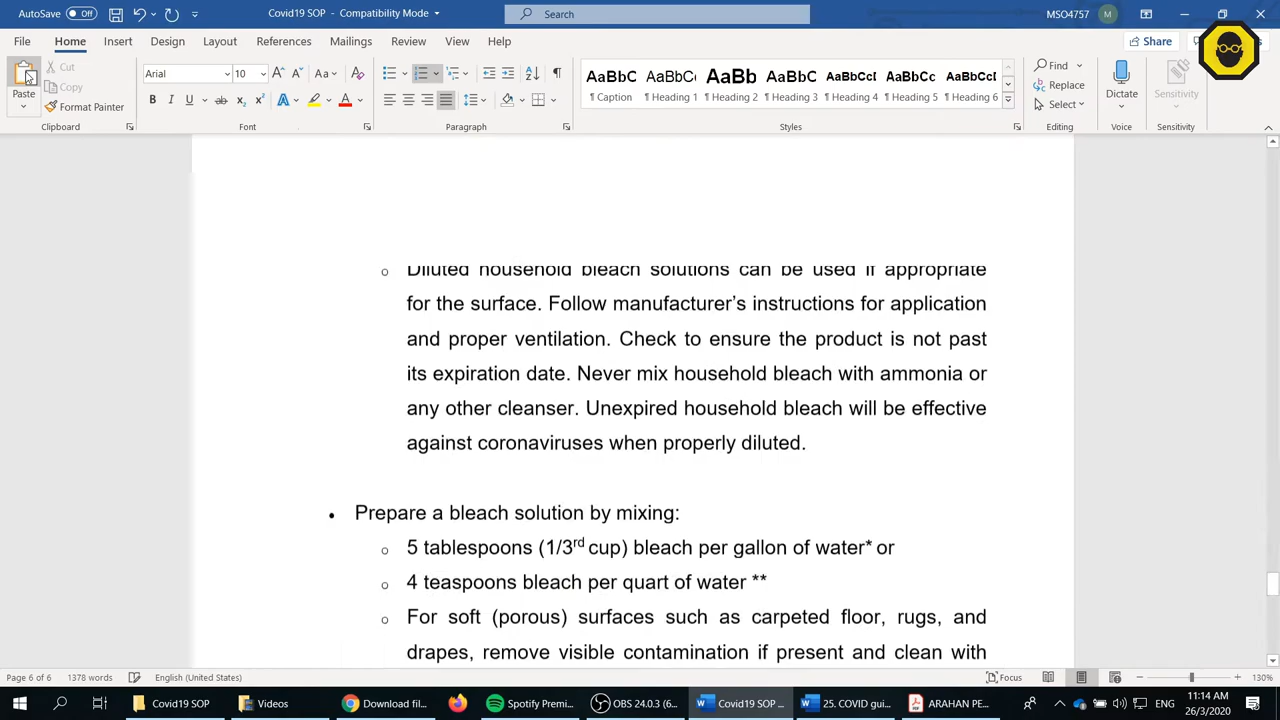 AutoSave Off Covid19 SOP - Compatibility Mode Search MSO4757 M
File Home Insert Design Layout References Mailings Review View Help Share
Paste Cut Copy Format Painter
Arial 10
AaBbC AaBbC AaBb AaBbC AaBbCcI AaBbCc AaBbCc
¶ Caption ¶ Heading 1 ¶ Heading 2 ¶ Heading 3 ¶ Heading 4 ¶ Heading 5 ¶ Heading 6
Find Replace Select Dictate Sensitivity
Clipboard Font Paragraph Styles Editing Voice Sensitivity
o Diluted household bleach solutions can be used if appropriate
for the surface. Follow manufacturer’s instructions for application
and proper ventilation. Check to ensure the product is not past
its expiration date. Never mix household bleach with ammonia or
any other cleanser. Unexpired household bleach will be effective
against coronaviruses when properly diluted.
• Prepare a bleach solution by mixing:
o 5 tablespoons (1/3rd cup) bleach per gallon of water* or
o 4 teaspoons bleach per quart of water **
o For soft (porous) surfaces such as carpeted floor, rugs, and
drapes, remove visible contamination if present and clean with
Page 6 of 6 1378 words English (United States) Focus 130%
Covid19 SOP Videos Download fil... Spotify Premi... OBS 24.0.3 (6... Covid19 SOP ... 25. COVID gui... ARAHAN PE... ENG 11:14 AM
26/3/2020